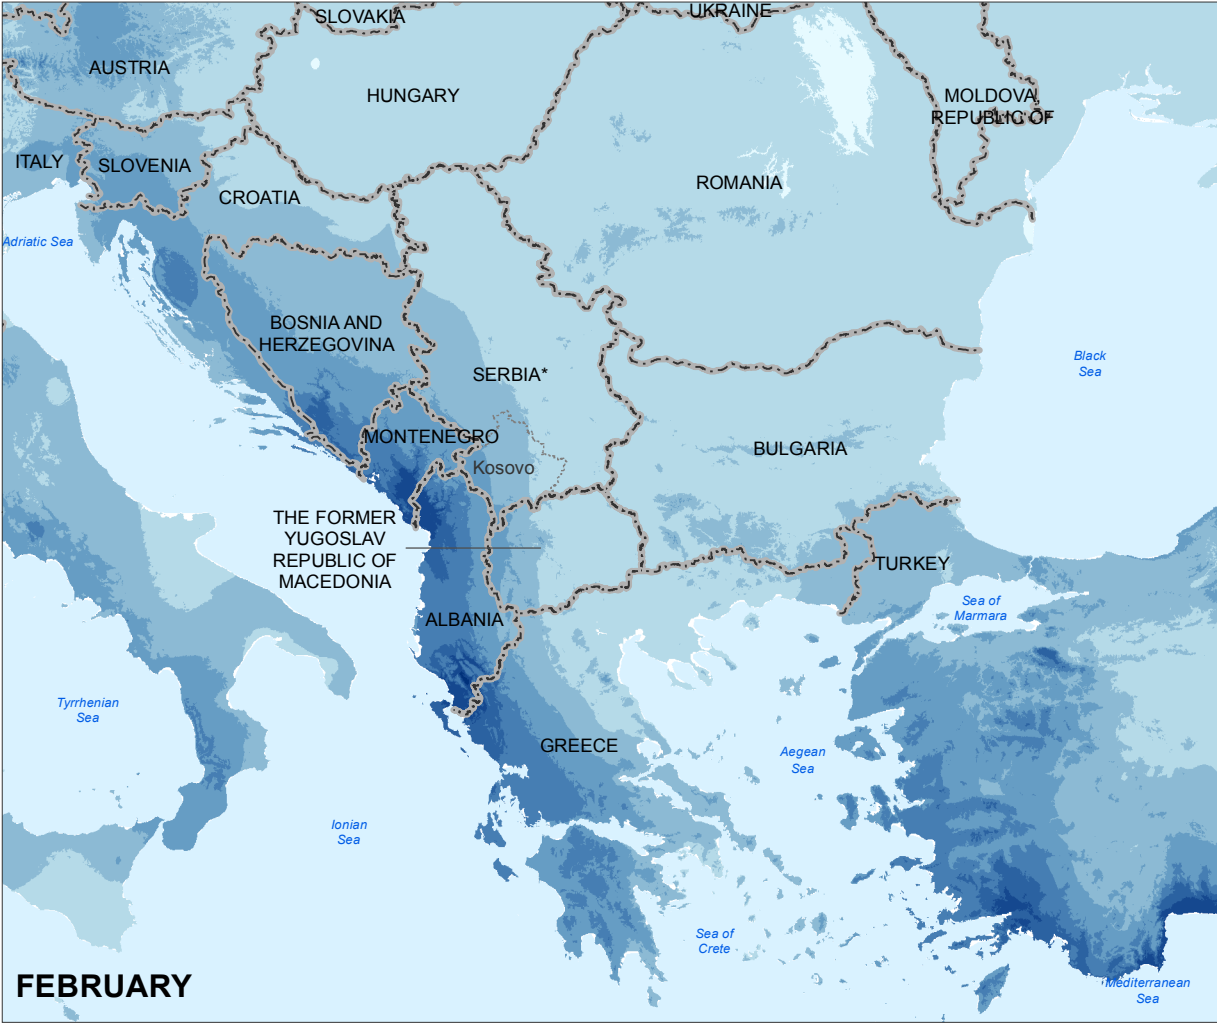 SLOVAKIA
UKRAINE
AUSTRIA
HUNGARY
MOLDOVA,
REPUBLIC OF
ITALY
SLOVENIA
CROATIA
ROMANIA
Adriatic Sea
BOSNIA AND
HERZEGOVINA
Black
Sea
SERBIA*
MONTENEGRO
BULGARIA
Kosovo
THE FORMER
YUGOSLAV
REPUBLIC OF
MACEDONIA
TURKEY
Sea of
Marmara
ALBANIA
Tyrrhenian
Sea
GREECE
Aegean
Sea
Ionian
Sea
Sea of
Crete
FEBRUARY
Mediterranean
Sea